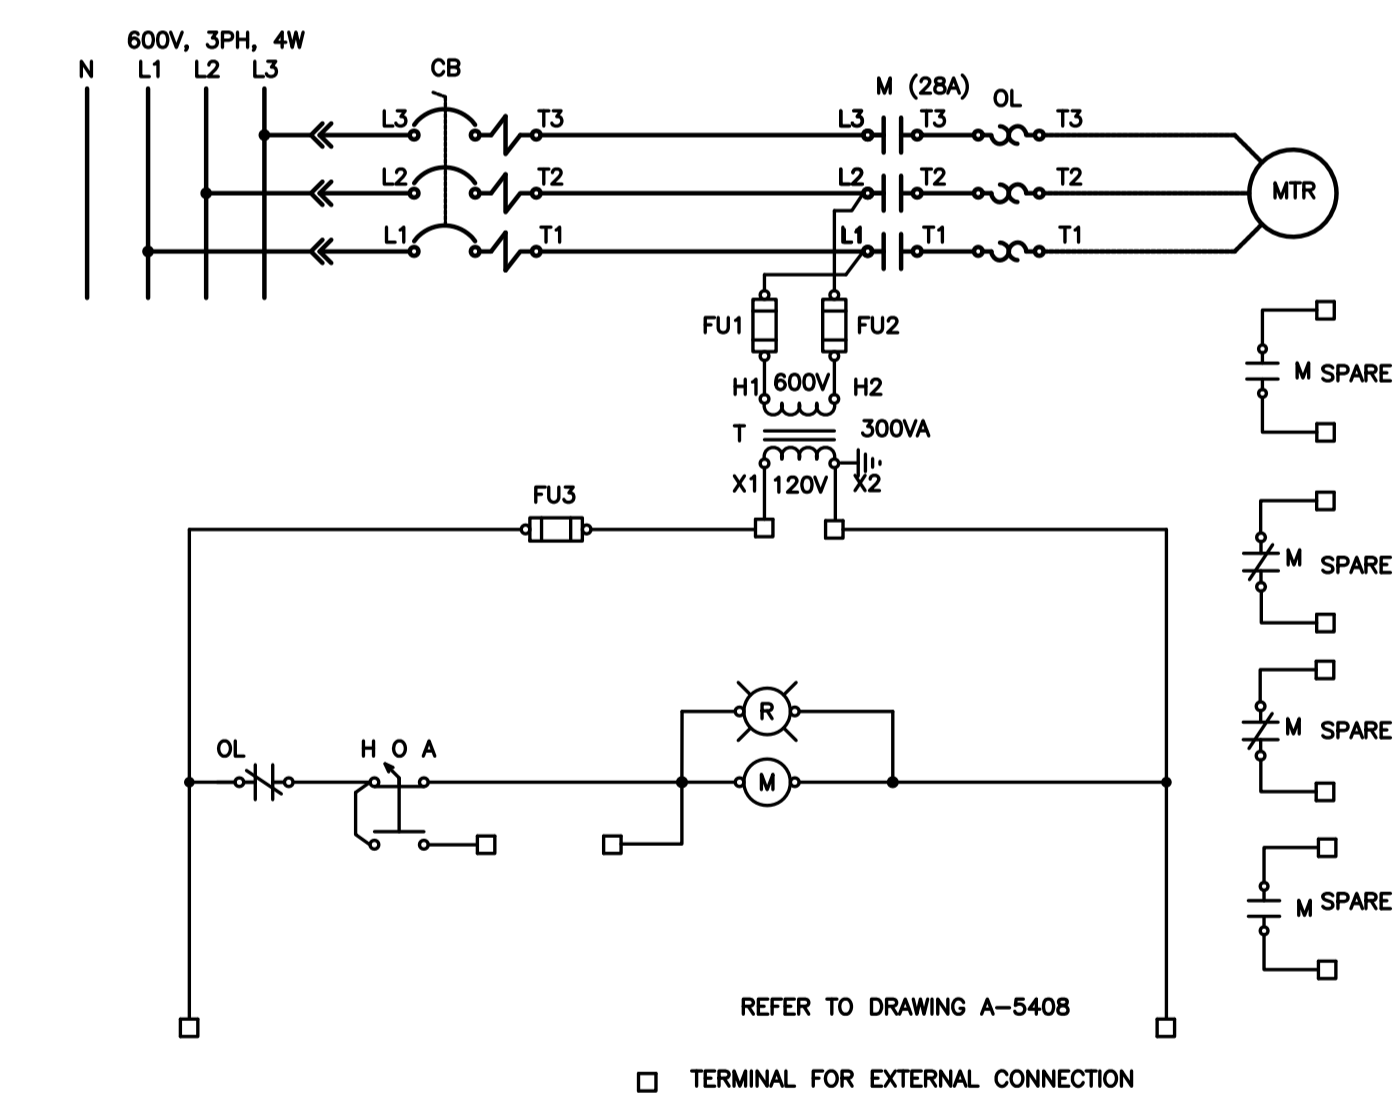 600V, 3PH, 4W
N L1 L2 L3 CB
M (28A) OL
L3 T3 L3 T3 T3
L2 T2 L2 T2 T2
MTR
L1 T1 L1 T1 T1
FU1 FU2
H1 600V H2
M SPARE
T 300VA
X1 120V X2
FU3
M SPARE
R
M SPARE
OL H O A
M
M SPARE
REFER TO DRAWING A-5408
TERMINAL FOR EXTERNAL CONNECTION